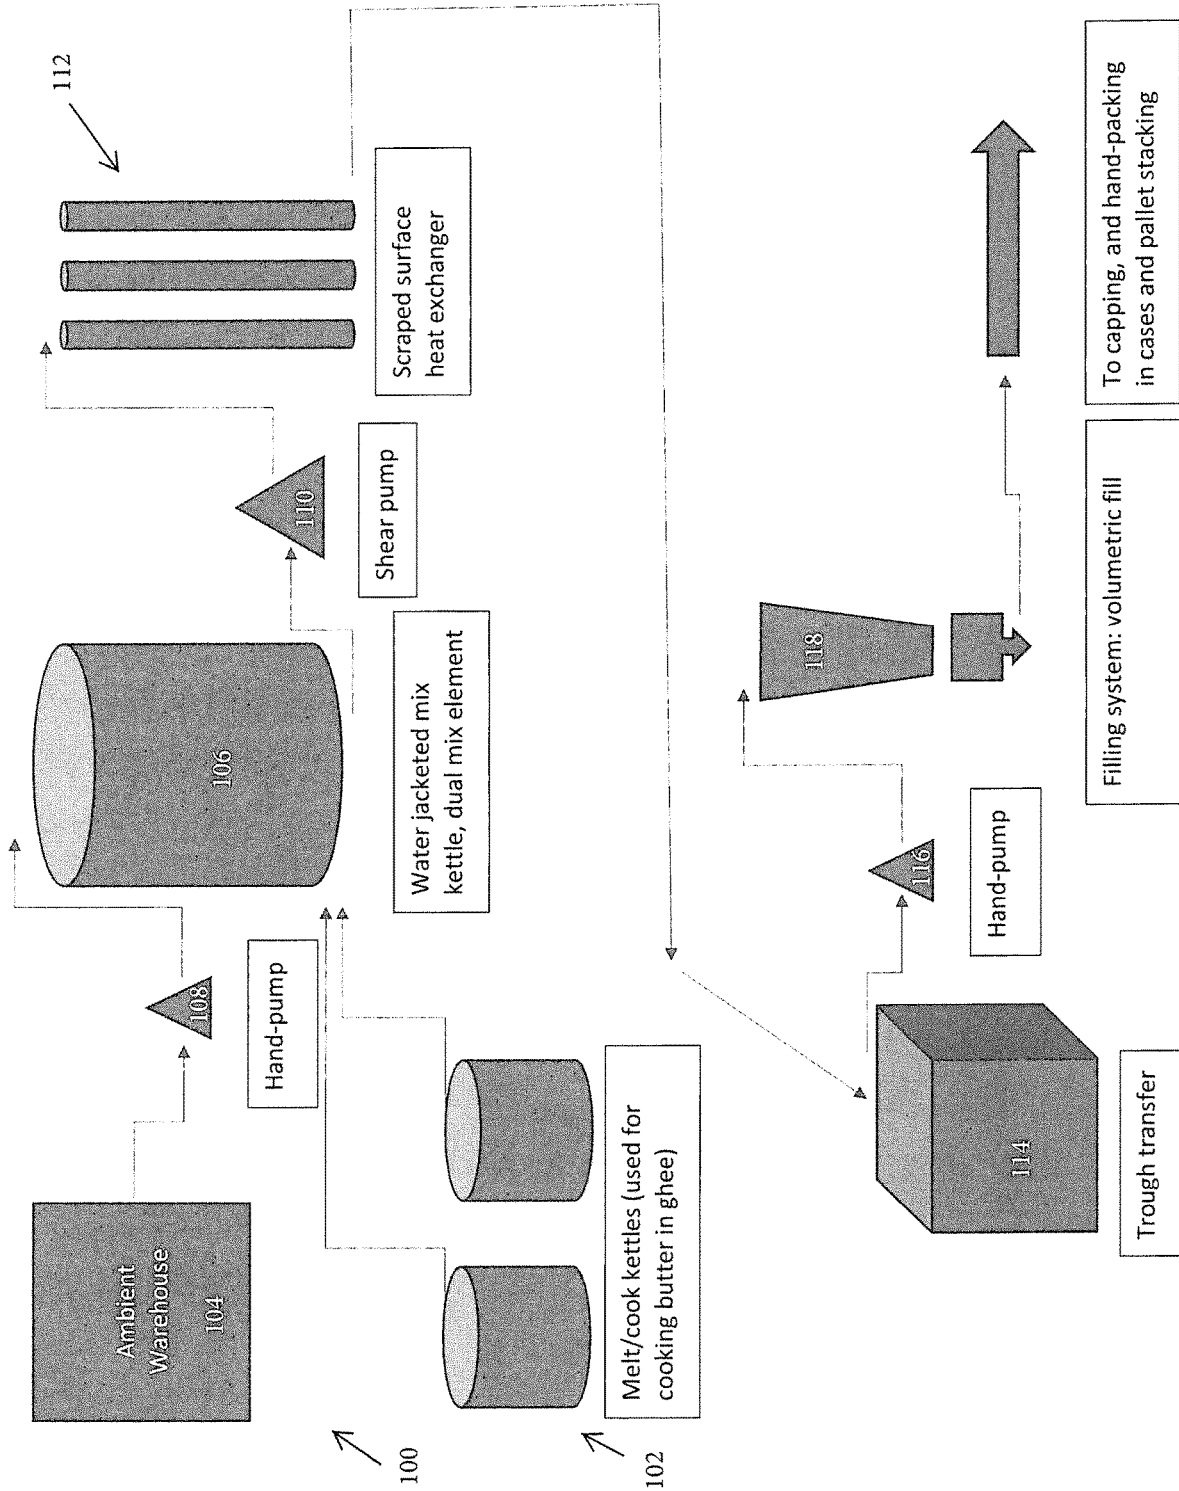 112
Ambient
Warehouse
104
108
Hand-pump
106
Water jacketed mix
kettle, dual mix element
110
Shear pump
Scraped surface
heat exchanger
100
102
Melt/cook kettles (used for
cooking butter in ghee)
114
Trough transfer
116
Hand-pump
118
Filling system: volumetric fill
To capping, and hand-packing
in cases and pallet stacking